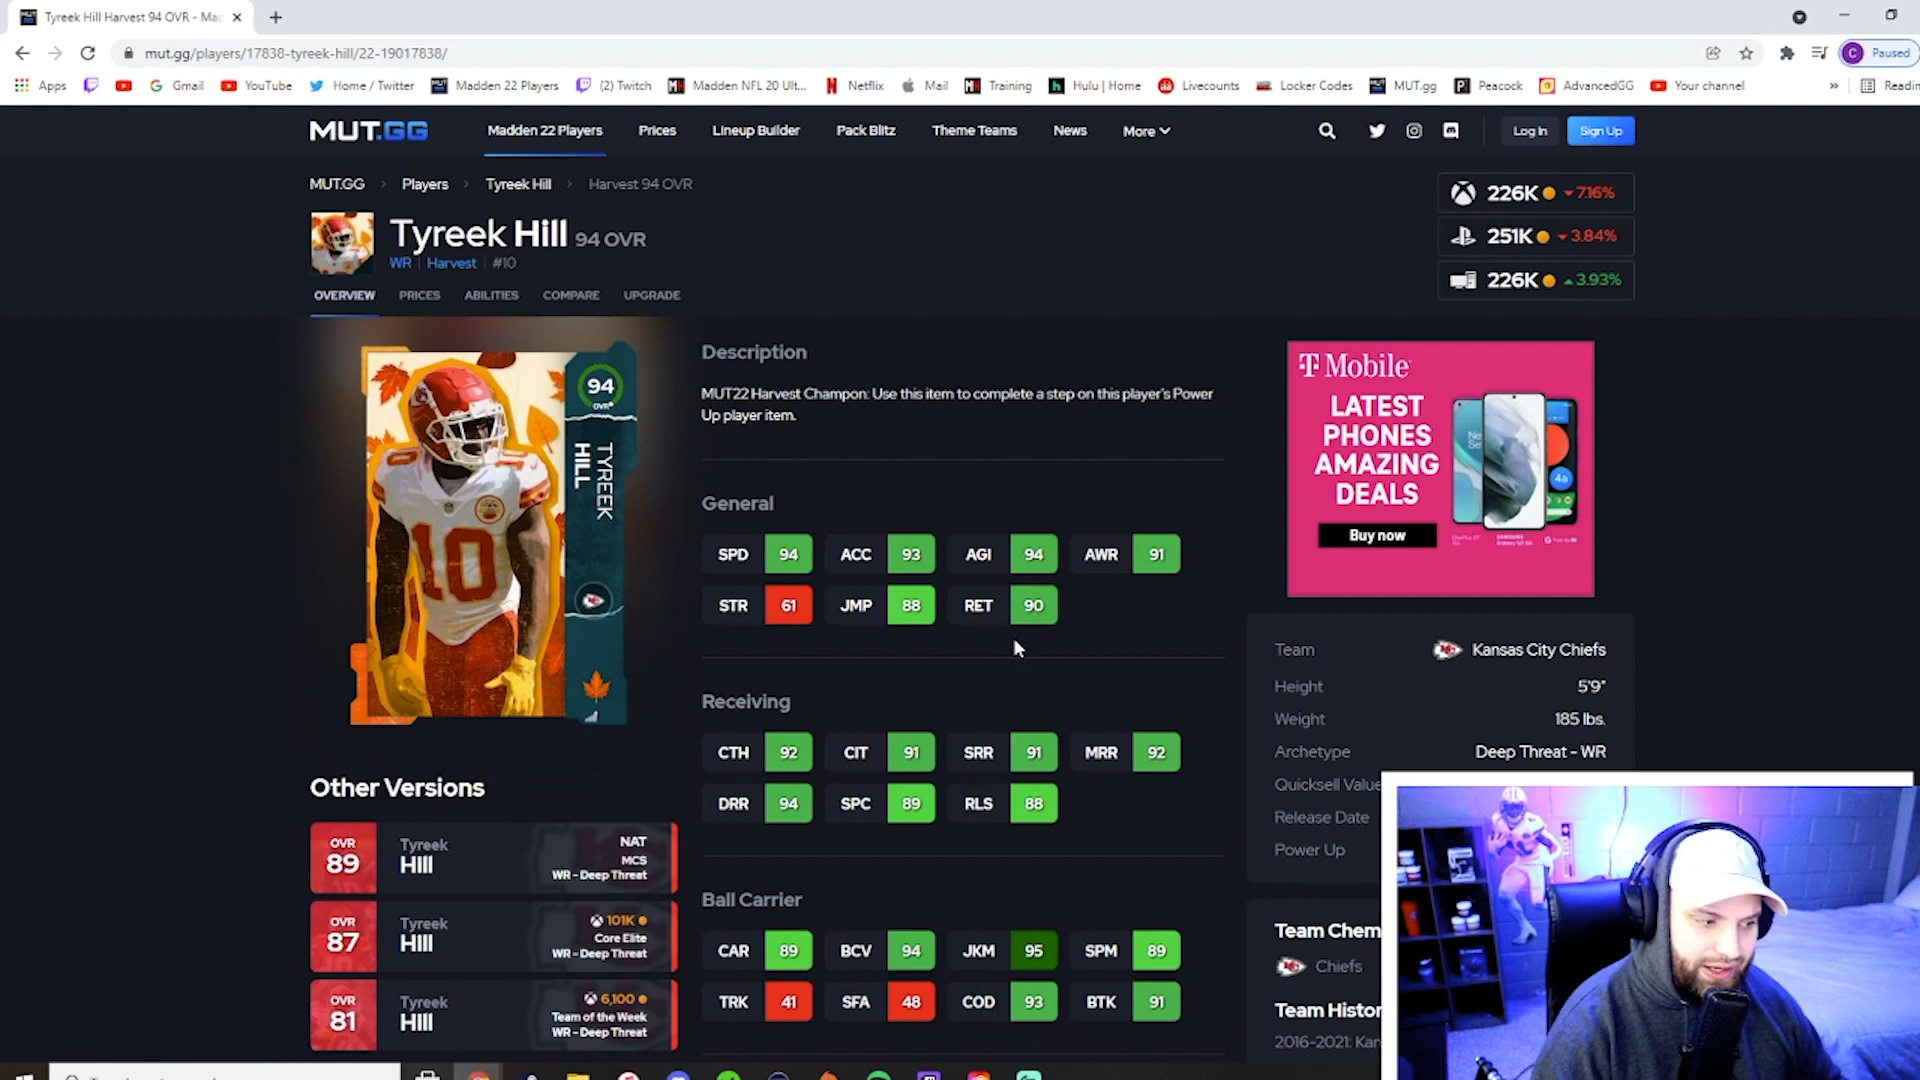 Tyreek Hill Harvest 94 OVR - Mac
mut.gg/players/17838-tyreek-hill/22-19017838/
C Paused
Apps Gmail YouTube Home / Twitter Madden 22 Players (2) Twitch Madden NFL 20 Ult... Netflix Mail Training Hulu | Home Livecounts Locker Codes MUT.gg Peacock AdvancedGG Your channel » Readin
MUT.GG Madden 22 Players Prices Lineup Builder Pack Blitz Theme Teams News More Log In Sign Up
MUT.GG > Players > Tyreek Hill > Harvest 94 OVR
226K 7.16%
Tyreek Hill 94 OVR
251K 3.84%
WR | Harvest | #10
226K 3.93%
OVERVIEW PRICES ABILITIES COMPARE UPGRADE
94
OVR
TYREEK
HILL
10
Description
MUT22 Harvest Champon: Use this item to complete a step on this player's Power
Up player item.
General
SPD 94 ACC 93 AGI 94 AWR 91
STR 61 JMP 88 RET 90
Receiving
CTH 92 CIT 91 SRR 91 MRR 92
DRR 94 SPC 89 RLS 88
Ball Carrier
CAR 89 BCV 94 JKM 95 SPM 89
TRK 41 SFA 48 COD 93 BTK 91
T Mobile
LATEST
PHONES
AMAZING
DEALS
Buy now
Team Kansas City Chiefs
Height 5'9"
Weight 185 lbs.
Archetype Deep Threat - WR
Quicksell Value
Release Date
Power Up
Team Chem
Chiefs
Team Histor
2016-2021: Kan
Other Versions
OVR
89
Tyreek
HIll
NAT
MCS
WR - Deep Threat
OVR
87
Tyreek
HIll
101K
Core Elite
WR - Deep Threat
OVR
81
Tyreek
HIll
6,100
Team of the Week
WR - Deep Threat